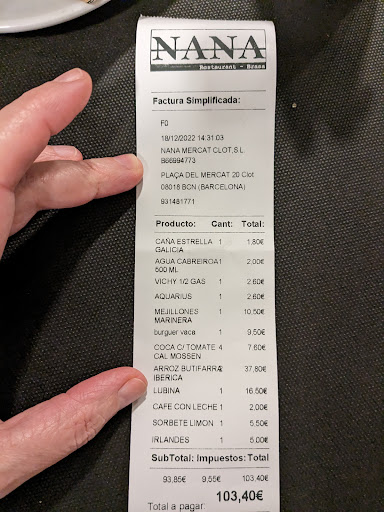 NANA
Restaurant - Brasa
Factura Simplificada:
F0
18/12/2022 14:31:03
NANA MERCAT CLOT,S.L
B66994773
PLAÇA DEL MERCAT 20 Clot
08018 BCN (BARCELONA)
931481771
Producto: Cant: Total:
CAÑA ESTRELLA 1 1,80€
GALICIA
AGUA CABREIROA1 2,00€
500 ML
VICHY 1/2 GAS 1 2,60€
AQUARIUS 1 2,60€
MEJILLONES 1 10,50€
MARINERA
burguer vaca 1 9,50€
COCA C/ TOMATE 4 7,60€
CAL MOSSEN
ARROZ BUTIFARRA2 37,80€
IBERICA
LUBINA 1 16,50€
CAFE CON LECHE 1 2,00€
SORBETE LIMON 1 5,50€
IRLANDES 1 5,00€
SubTotal: Impuestos: Total
93,85€ 9,55€ 103,40€
Total a pagar: 103,40€